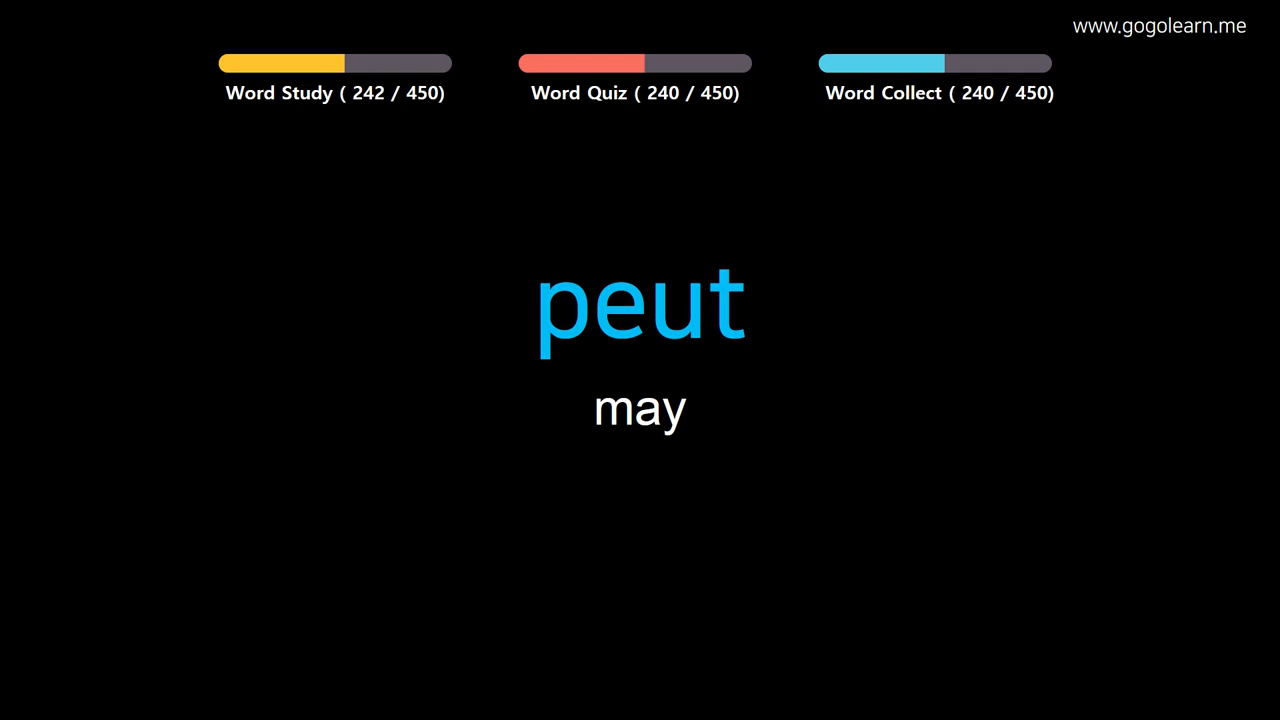 www.gogolearn.me
Word Study ( 242 / 450)
Word Quiz ( 240 / 450)
Word Collect ( 240 / 450)
peut
may